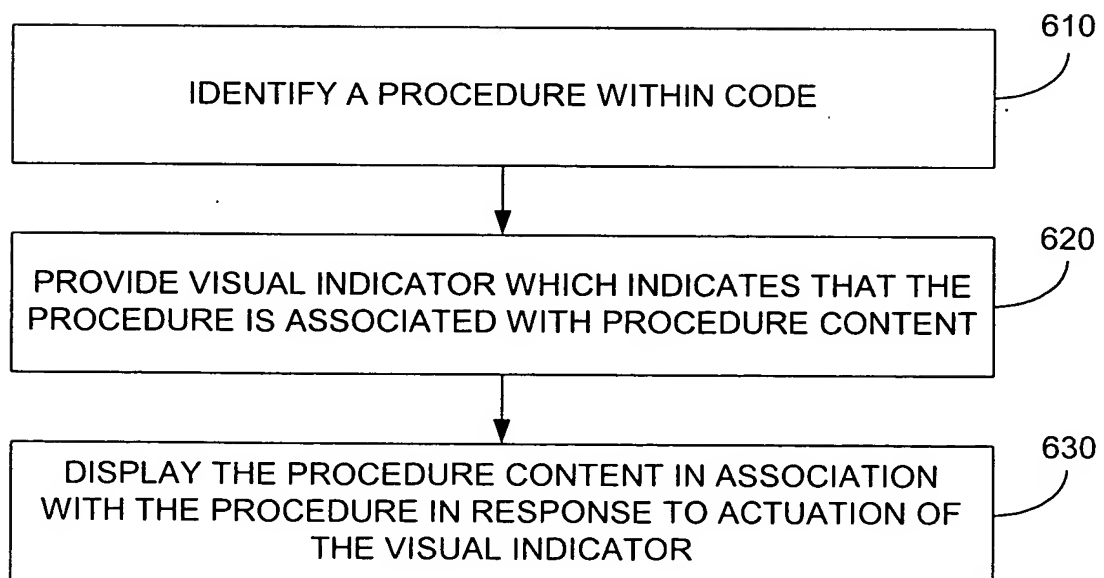 610
IDENTIFY A PROCEDURE WITHIN CODE
620
PROVIDE VISUAL INDICATOR WHICH INDICATES THAT THE
PROCEDURE IS ASSOCIATED WITH PROCEDURE CONTENT
630
DISPLAY THE PROCEDURE CONTENT IN ASSOCIATION
WITH THE PROCEDURE IN RESPONSE TO ACTUATION OF
THE VISUAL INDICATOR